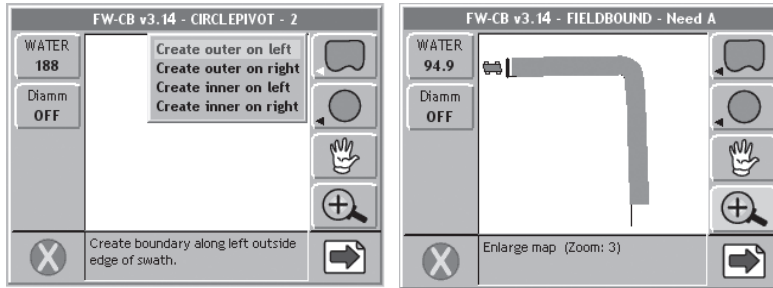 FW-CB v3.14 - CIRCLEPIVOT - 2
WATER
188
Diamm
OFF
Create outer on left
Create outer on right
Create inner on left
Create inner on right
Create boundary along left outside
edge of swath.
FW-CB v3.14 - FIELDBOUND - Need A
WATER
94.9
Diamm
OFF
Enlarge map (Zoom: 3)